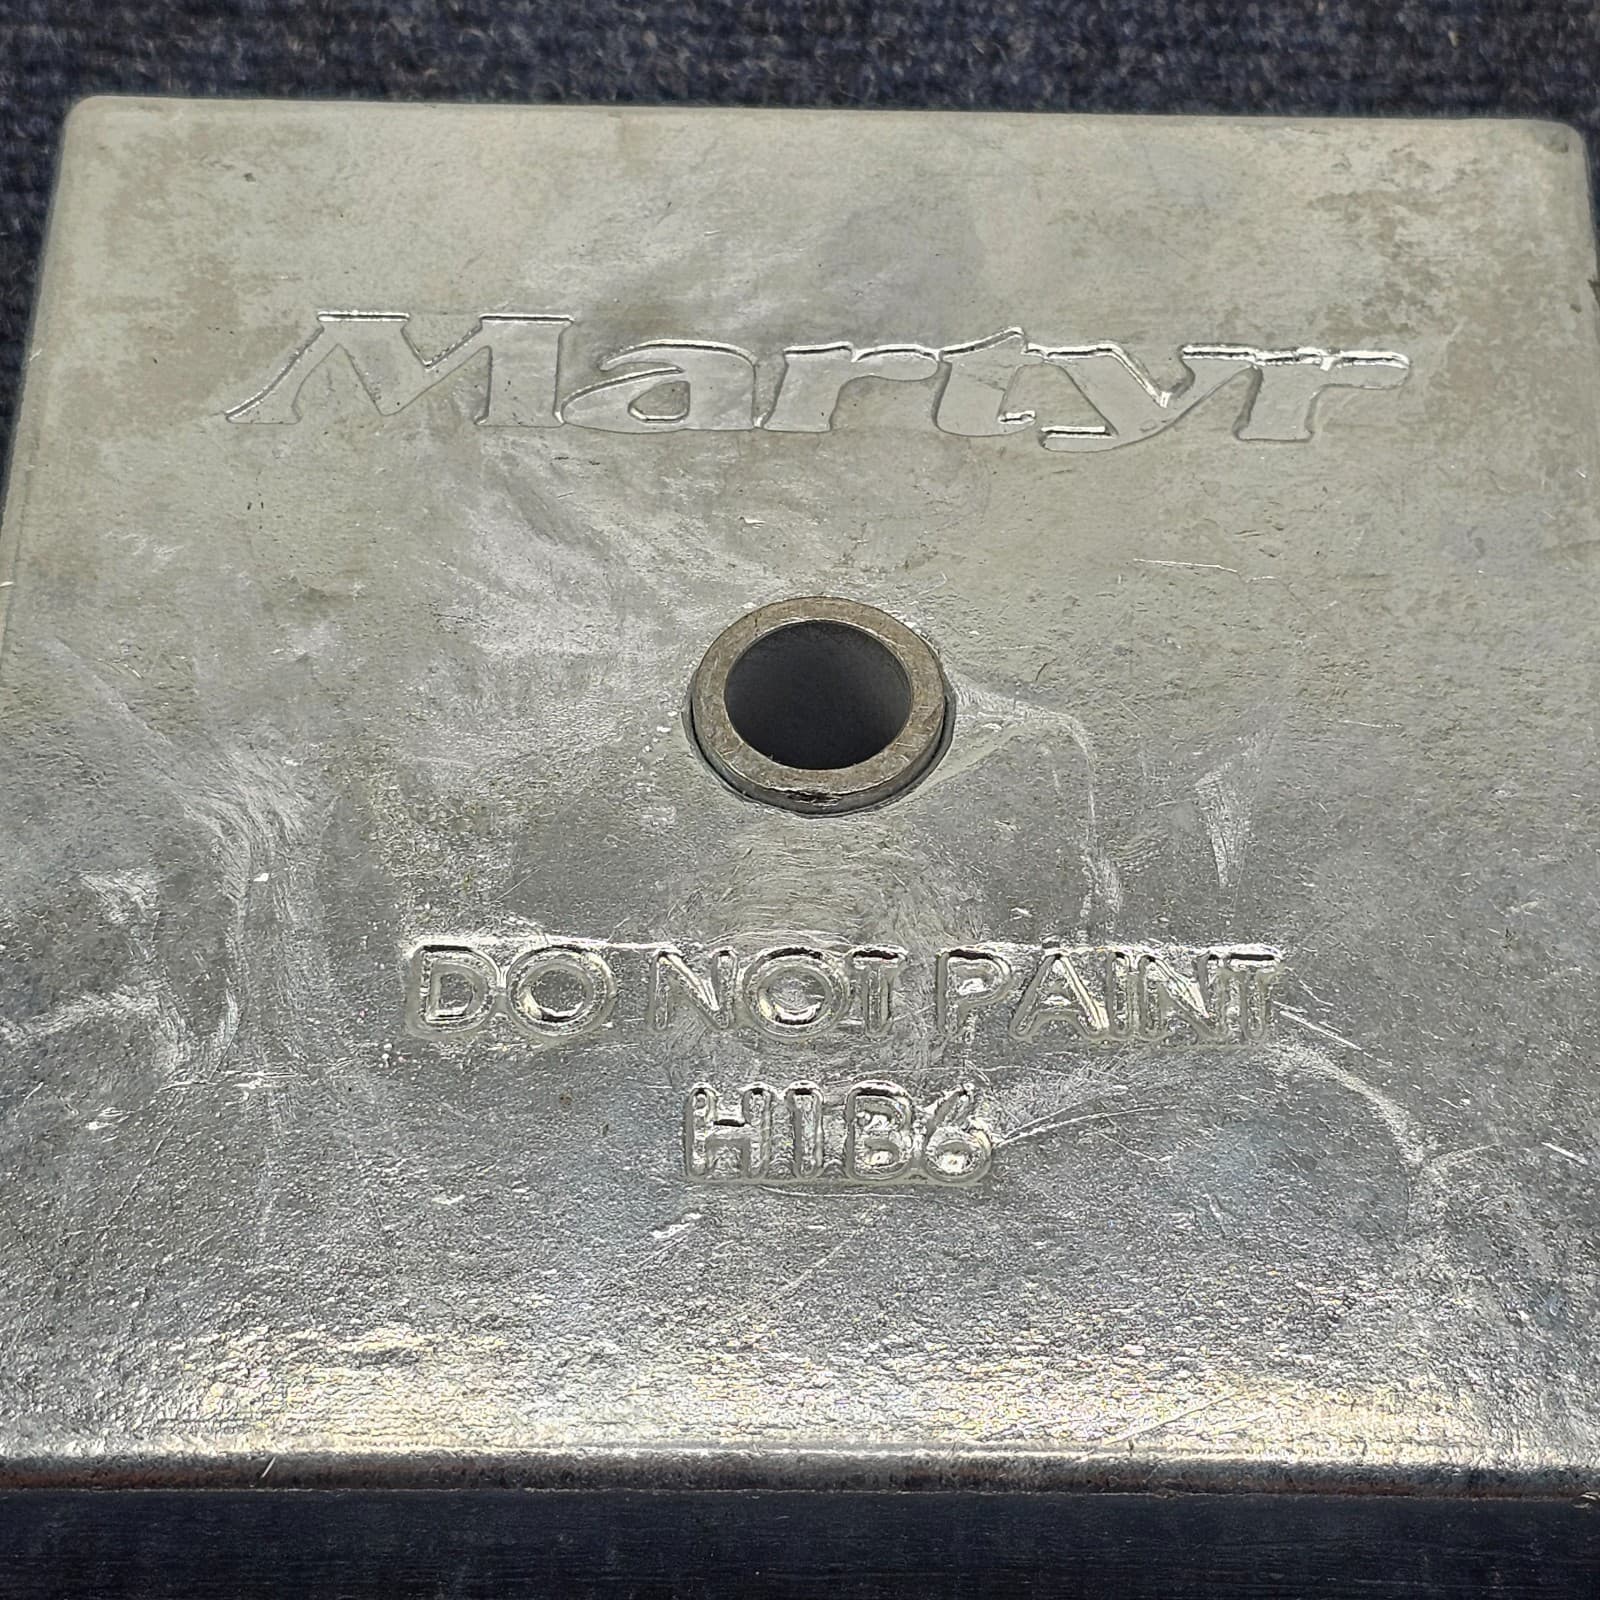 Martyr
DO NOT PAINT
H1B6